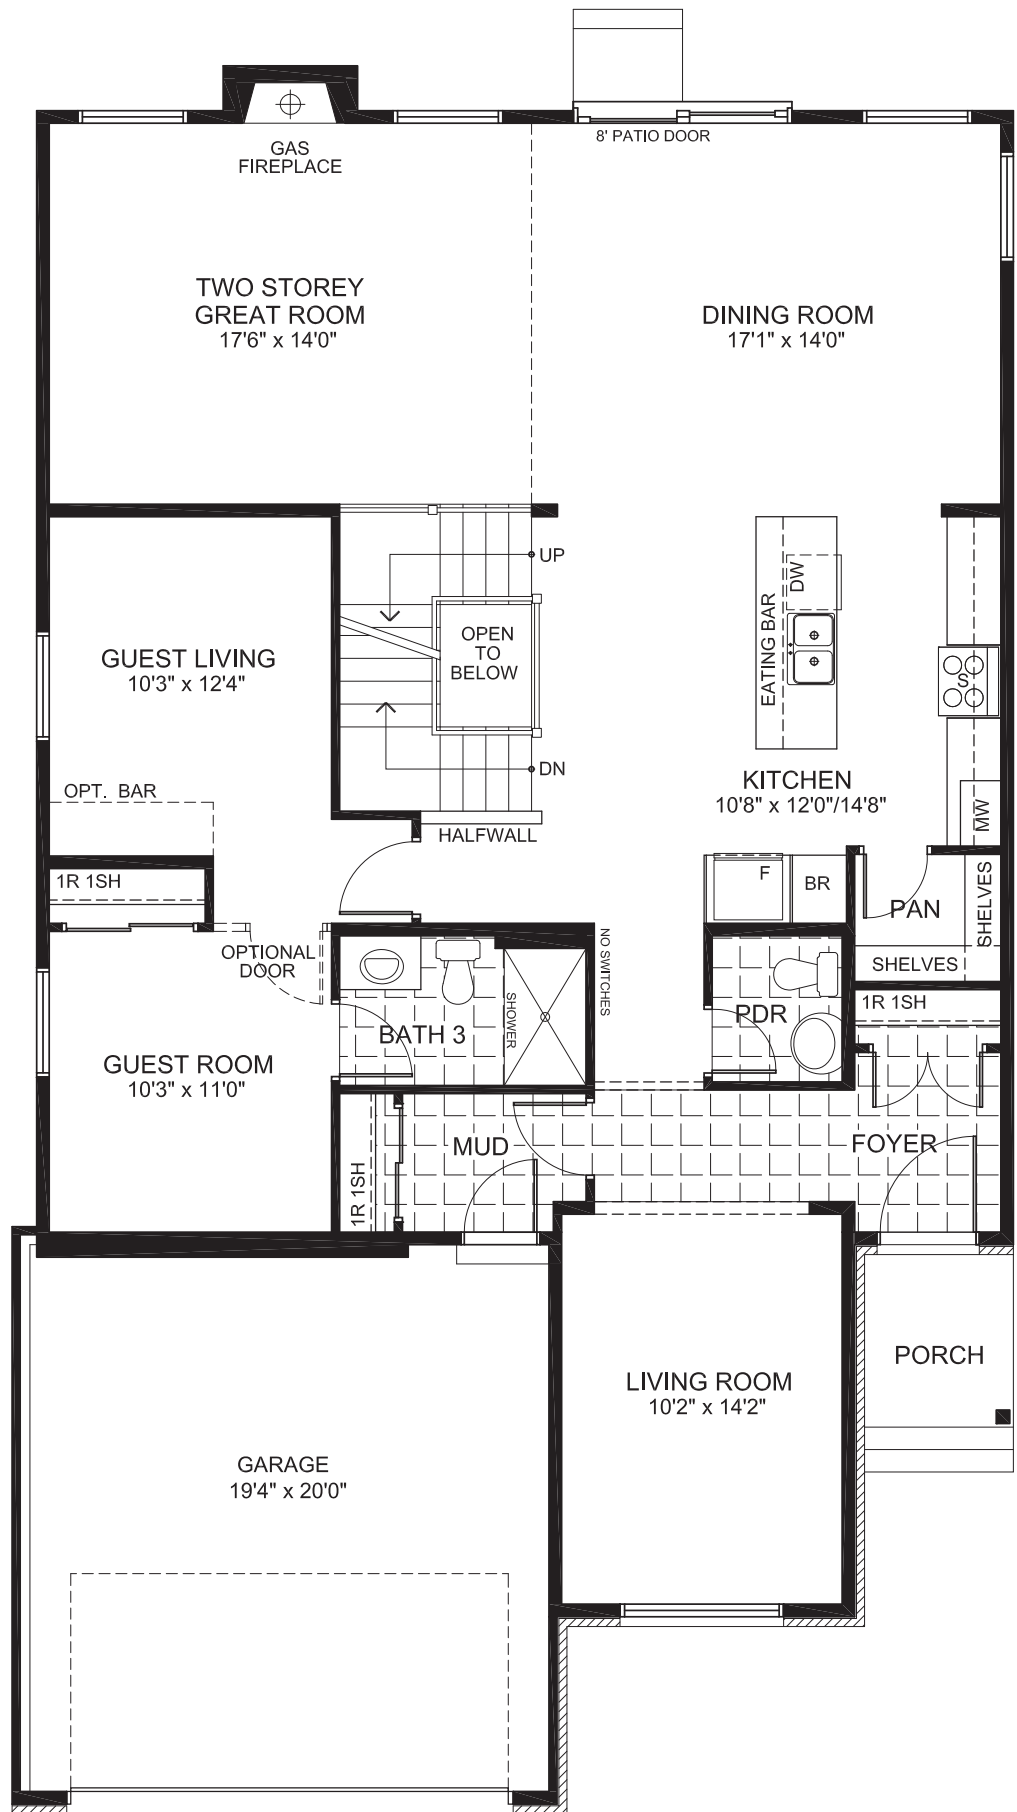 8' PATIO DOOR
GAS
FIREPLACE
TWO STOREY
GREAT ROOM
17'6" x 14'0"
DINING ROOM
17'1" x 14'0"
UP
OPEN
TO
BELOW
DN
HALFWALL
GUEST LIVING
10'3" x 12'4"
OPT. BAR
1R 1SH
EATING BAR
DW
S
KITCHEN
10'8" x 12'0"/14'8"
MW
F
BR
PAN
SHELVES
SHELVES
OPTIONAL
DOOR
NO SWITCHES
SHOWER
BATH 3
PDR
1R 1SH
GUEST ROOM
10'3" x 11'0"
MUD
1R 1SH
FOYER
PORCH
LIVING ROOM
10'2" x 14'2"
GARAGE
19'4" x 20'0"